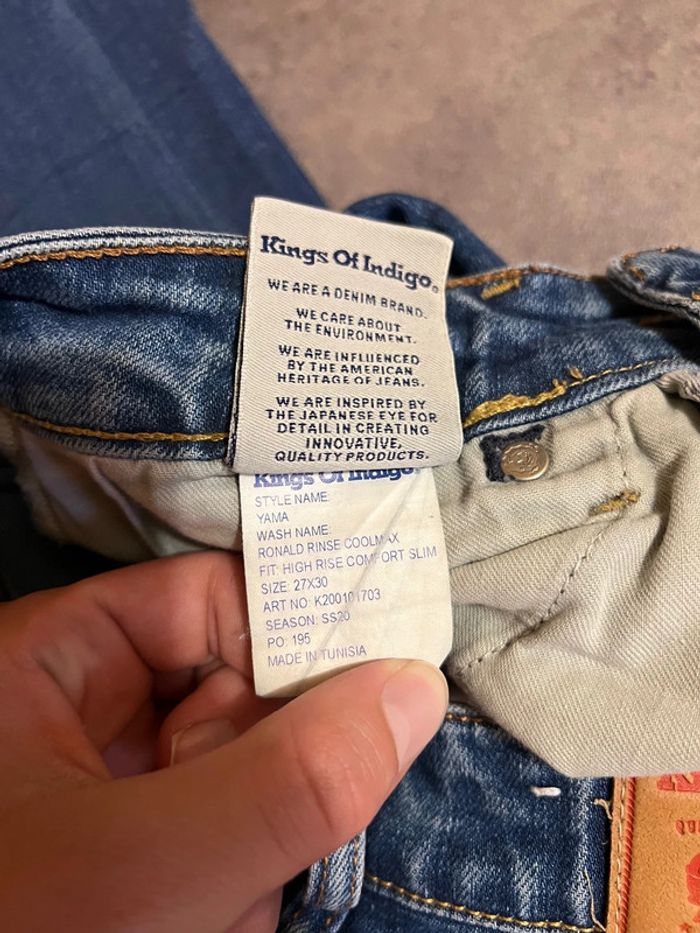 Kings Of Indigo
WE ARE A DENIM BRAND.
WE CARE ABOUT
THE ENVIRONMENT.
WE ARE INFLUENCED
BY THE AMERICAN
HERITAGE OF JEANS.
WE ARE INSPIRED BY
THE JAPANESE EYE FOR
DETAIL IN CREATING
INNOVATIVE,
QUALITY PRODUCTS.
Kings Of Indigo
STYLE NAME:
YAMA
WASH NAME:
RONALD RINSE COOLMAX
FIT: HIGH RISE COMFORT SLIM
SIZE: 27X30
ART NO: K200101703
SEASON: SS20
PO: 195
MADE IN TUNISIA